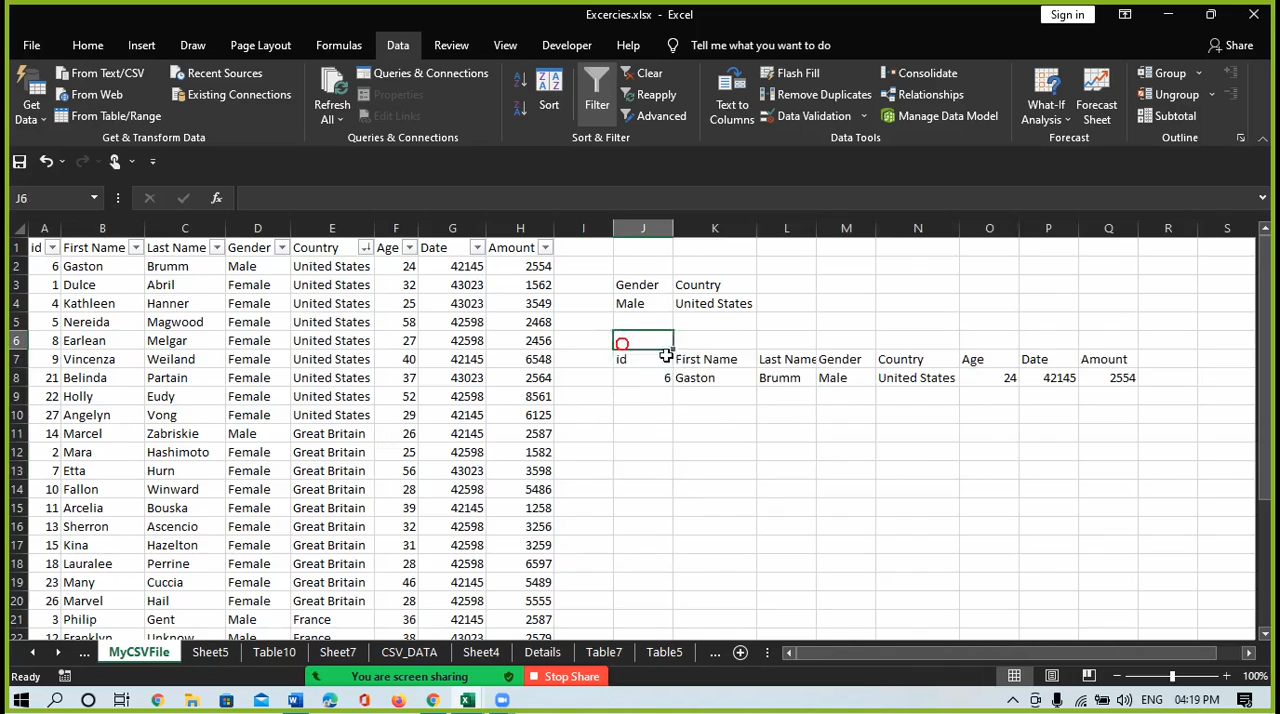 Excercies.xlsx - Excel
Sign in
File Home Insert Draw Page Layout Formulas Data Review View Developer Help Tell me what you want to do Share
Get Data
From Text/CSV
From Web
From Table/Range
Recent Sources
Existing Connections
Get & Transform Data
Refresh All
Queries & Connections
Properties
Edit Links
Queries & Connections
Sort
Filter
Clear
Reapply
Advanced
Sort & Filter
Text to Columns
Flash Fill
Remove Duplicates
Data Validation
Consolidate
Relationships
Manage Data Model
Data Tools
What-If Analysis
Forecast Sheet
Forecast
Group
Ungroup
Subtotal
Outline
J6 fx
A B C D E F G H I J K L M N O P Q R S
1 id First Name Last Name Gender Country Age Date Amount
2 6 Gaston Brumm Male United States 24 42145 2554
3 1 Dulce Abril Female United States 32 43023 1562 Gender Country
4 4 Kathleen Hanner Female United States 25 43023 3549 Male United States
5 5 Nereida Magwood Female United States 58 42598 2468
6 8 Earlean Melgar Female United States 27 42598 2456
7 9 Vincenza Weiland Female United States 40 42145 6548 id First Name Last Name Gender Country Age Date Amount
8 21 Belinda Partain Female United States 37 42598 2564 6 Gaston Brumm Male United States 24 42145 2554
9 22 Holly Eudy Female United States 52 42598 8561
10 27 Angelyn Vong Female United States 29 42145 6125
11 14 Marcel Zabriskie Male Great Britain 26 42145 2587
12 2 Mara Hashimoto Female Great Britain 25 42598 1582
13 7 Etta Hurn Female Great Britain 56 43023 3598
14 10 Fallon Winward Female Great Britain 28 42598 5486
15 11 Arcelia Bouska Female Great Britain 39 42145 1258
16 13 Sherron Ascencio Female Great Britain 32 42598 3256
17 15 Kina Hazelton Female Great Britain 31 42598 3259
18 16 Lauralee Perrine Female Great Britain 28 42598 6597
19 23 Many Cuccia Female Great Britain 46 42145 5489
20 26 Marvel Hail Female Great Britain 28 42598 5555
21 3 Philip Gent Male France 36 42145 2587
22 12 Franklyn Unknow Male France 38 43023 2579
... MyCSVFile Sheet5 Table10 Sheet7 CSV_DATA Sheet4 Details Table7 Table5 ...
Ready
You are screen sharing Stop Share
100%
ENG 04:19 PM